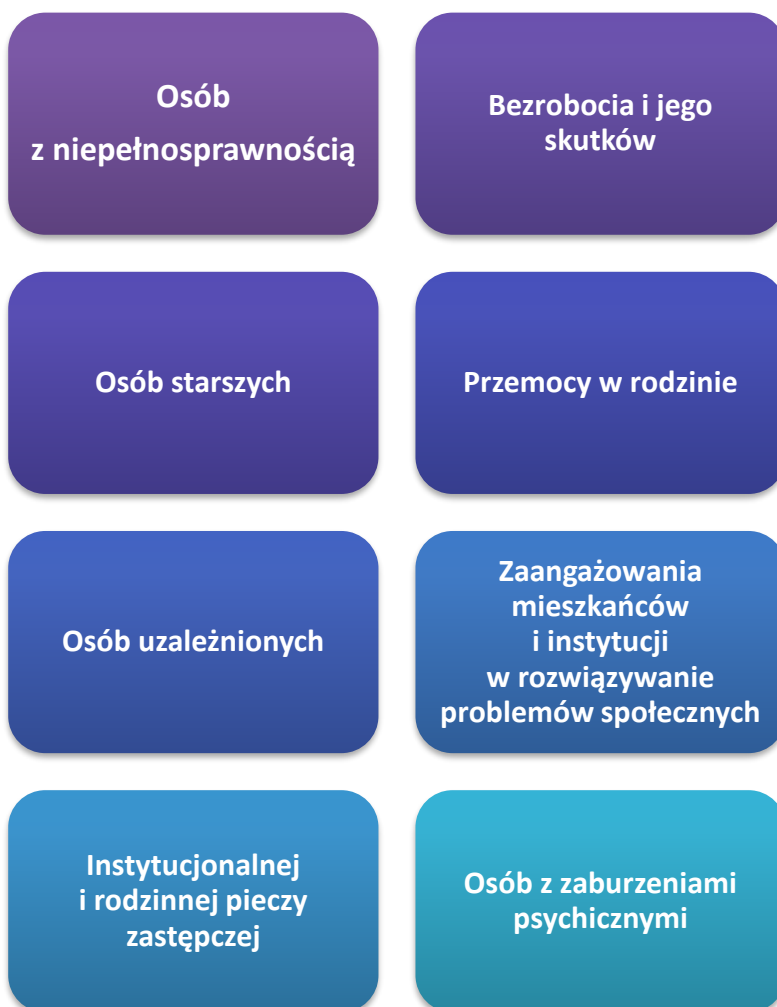 Osób
z niepełnosprawnością
Bezrobocia i jego
skutków
Osób starszych
Przemocy w rodzinie
Osób uzależnionych
Zaangażowania
mieszkańców
i instytucji
w rozwiązywanie
problemów społecznych
Instytucjonalnej
i rodzinnej pieczy
zastępczej
Osób z zaburzeniami
psychicznymi